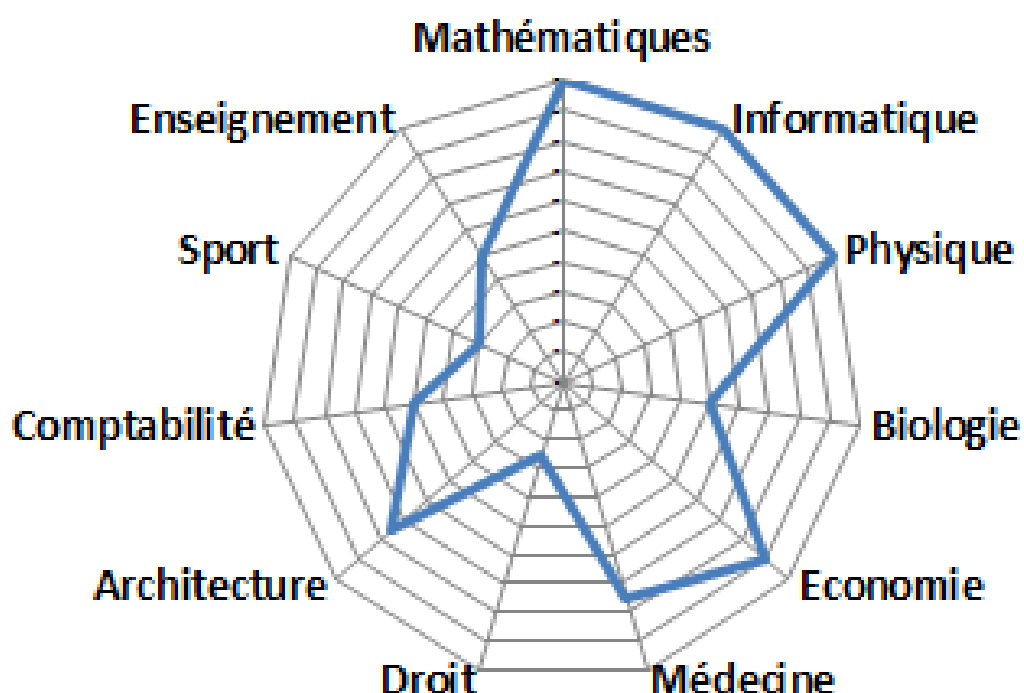 Mathématiques
Enseignement
Informatique
Sport
Physique
Comptabilité
Biologie
Architecture
Economie
Droit
Médecine